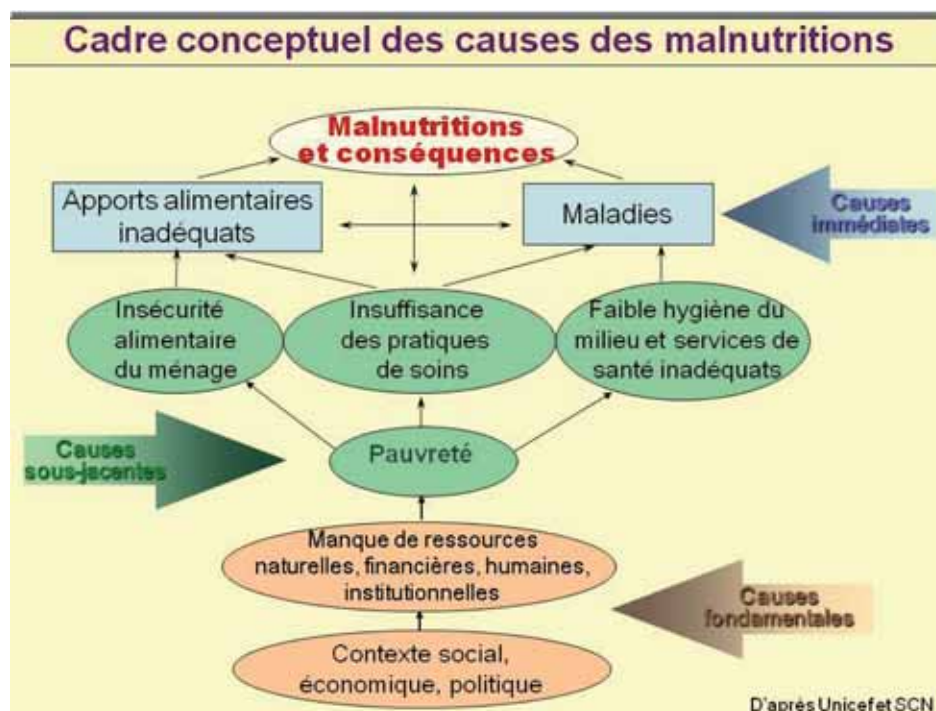 Cadre conceptuel des causes des malnutritions
Malnutritions
et conséquences
Apports alimentaires
inadéquats
Maladies
Causes
immédiates
Insécurité
alimentaire
du ménage
Insuffisance
des pratiques
de soins
Faible hygiène du
milieu et services de
santé inadéquats
Causes
sous-jacentes
Pauvreté
Manque de ressources
naturelles, financières, humaines,
institutionnelles
Causes
fondamentales
Contexte social,
économique, politique
D'après Unicef et SCN